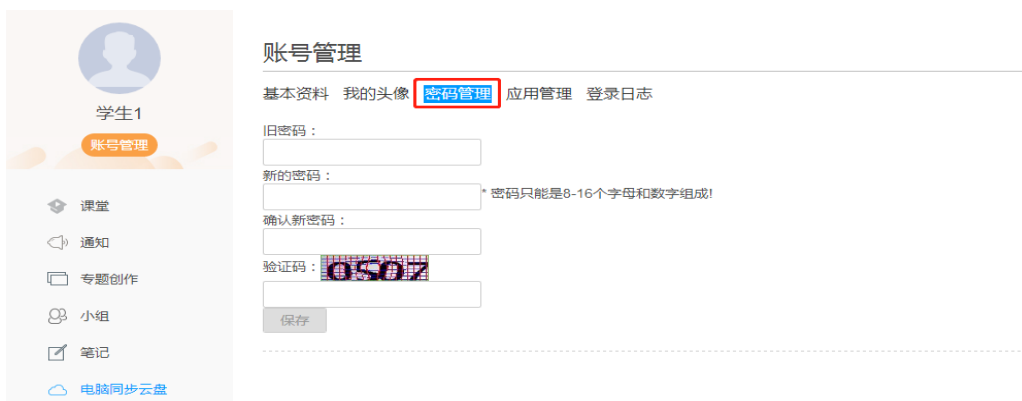 学生1
账号管理
课堂
通知
专题创作
小组
笔记
电脑同步云盘
账号管理
基本资料 我的头像 密码管理 应用管理 登录日志
旧密码：
新的密码：
* 密码只能是8-16个字母和数字组成!
确认新密码：
验证码： 0507
保存